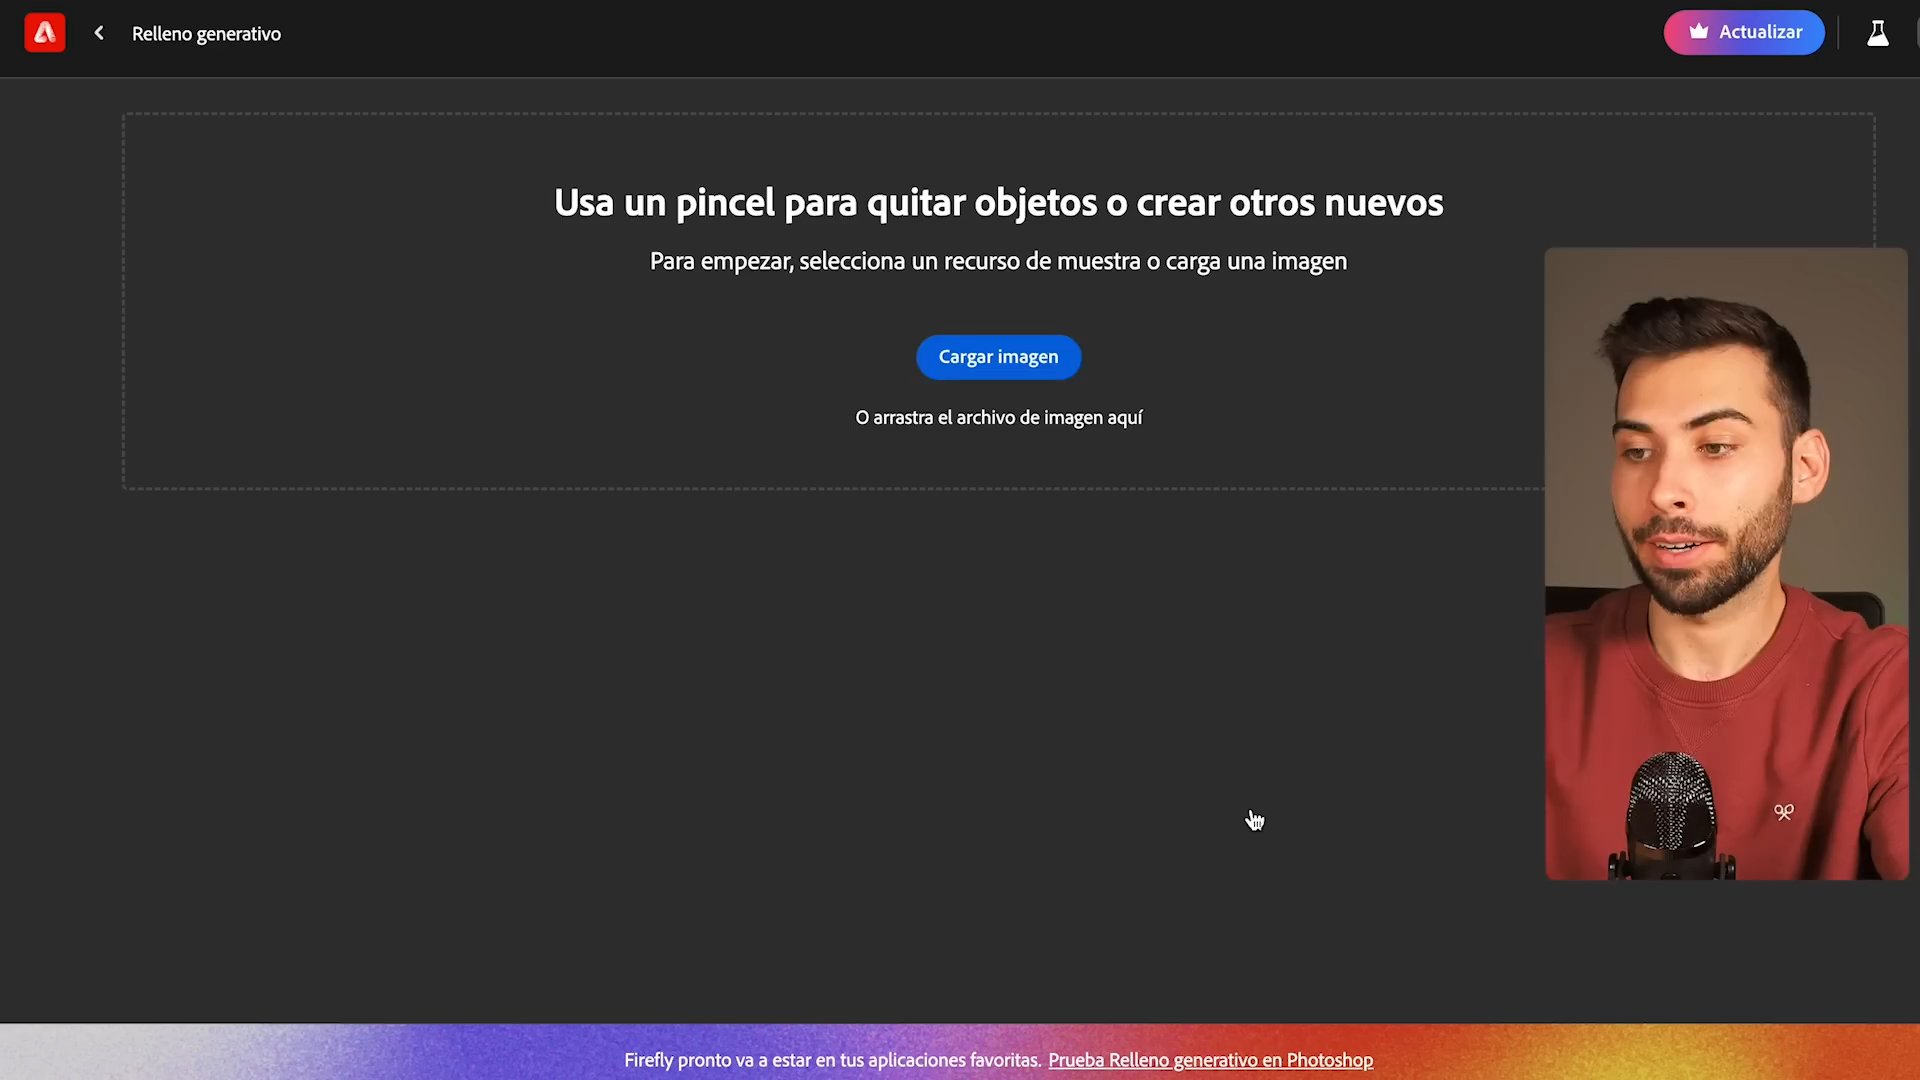 Relleno generativo
Actualizar
Usa un pincel para quitar objetos o crear otros nuevos
Para empezar, selecciona un recurso de muestra o carga una imagen
Cargar imagen
O arrastra el archivo de imagen aquí
Firefly pronto va a estar en tus aplicaciones favoritas. Prueba Relleno generativo en Photoshop